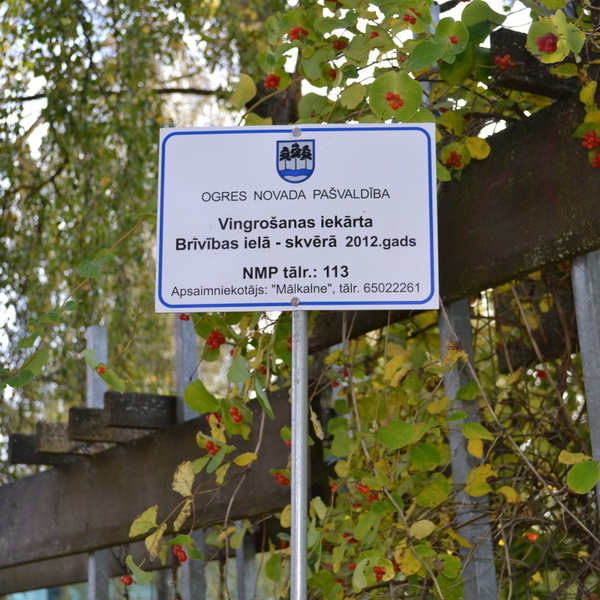 OGRES NOVADA PAŠVALDĪBA
Vingrošanas iekārta
Brīvības ielā - skvērā 2012.gads
NMP tālr.: 113
Apsaimniekotājs: "Mālkalne", tālr. 65022261